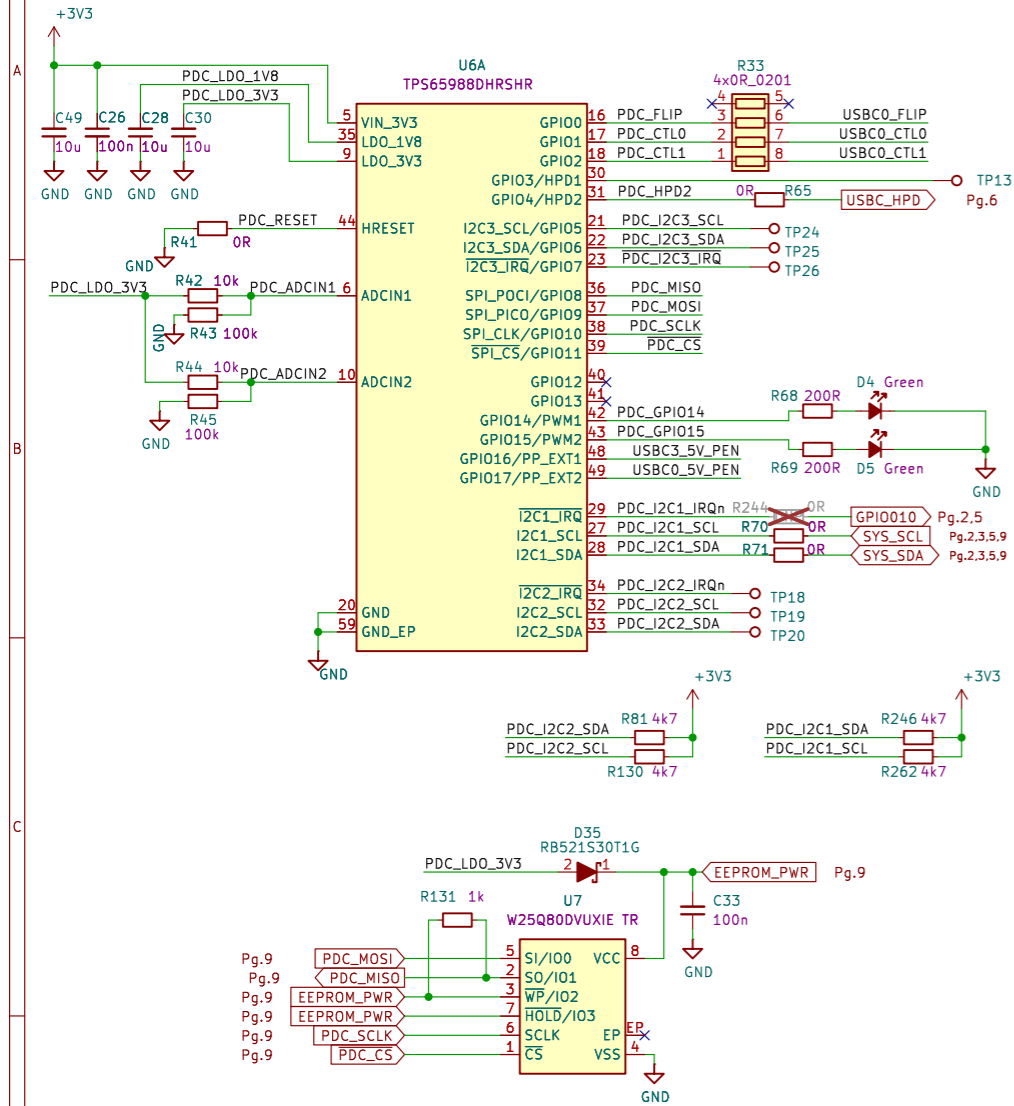 +3V3
A
PDC_LDO_1V8
PDC_LDO_3V3
C49 10u
C26 100n
C28 10u
C30 10u
GND GND GND GND
U6A
TPS65988DHRSHR
5 VIN_3V3
35 LDO_1V8
9 LDO_3V3
PDC_RESET 44 HRESET
R41 0R
GND
PDC_LDO_3V3
R42 10k PDC_ADCIN1 6 ADCIN1
R43 100k
GND
R44 10k PDC_ADCIN2 10 ADCIN2
R45 100k
GND
20 GND
59 GND_EP
GND
R33
4x0R_0201
4 5
GPIO0 16 PDC_FLIP 3 6 USBC0_FLIP
GPIO1 17 PDC_CTL0 2 7 USBC0_CTL0
GPIO2 18 PDC_CTL1 1 8 USBC0_CTL1
GPIO3/HPD1 30 TP13
GPIO4/HPD2 31 PDC_HPD2 0R R65 USBC_HPD Pg.6
I2C3_SCL/GPIO5 21 PDC_I2C3_SCL TP24
I2C3_SDA/GPIO6 22 PDC_I2C3_SDA TP25
I2C3_IRQ/GPIO7 23 PDC_I2C3_IRQ TP26
SPI_POCI/GPIO8 36 PDC_MISO
SPI_PICO/GPIO9 37 PDC_MOSI
SPI_CLK/GPIO10 38 PDC_SCLK
SPI_CS/GPIO11 39 PDC_CS
GPIO12 40
GPIO13 41
GPIO14/PWM1 42 PDC_GPIO14 R68 200R D4 Green
GPIO15/PWM2 43 PDC_GPIO15 R69 200R D5 Green
GPIO16/PP_EXT1 48 USBC3_5V_PEN
GPIO17/PP_EXT2 49 USBC0_5V_PEN
GND
B
I2C1_IRQ 29 PDC_I2C1_IRQn R244 0R GPIO010 Pg.2,5
I2C1_SCL 27 PDC_I2C1_SCL R70 0R SYS_SCL Pg.2,3,5,9
I2C1_SDA 28 PDC_I2C1_SDA R71 0R SYS_SDA Pg.2,3,5,9
I2C2_IRQ 34 PDC_I2C2_IRQn TP18
I2C2_SCL 32 PDC_I2C2_SCL TP19
I2C2_SDA 33 PDC_I2C2_SDA TP20
+3V3
PDC_I2C2_SDA R81 4k7
PDC_I2C2_SCL
R130 4k7
+3V3
PDC_I2C1_SDA R246 4k7
PDC_I2C1_SCL
R262 4k7
C
D35
RB521S30T1G
PDC_LDO_3V3 2 1 EEPROM_PWR Pg.9
R131 1k
U7
W25Q80DVUXIE TR
C33
100n
GND
Pg.9 PDC_MOSI 5 SI/IO0 VCC 8
Pg.9 PDC_MISO 2 SO/IO1
Pg.9 EEPROM_PWR 3 WP/IO2
Pg.9 EEPROM_PWR 7 HOLD/IO3
Pg.9 PDC_SCLK 6 SCLK EP EP
Pg.9 PDC_CS 1 CS VSS 4
GND